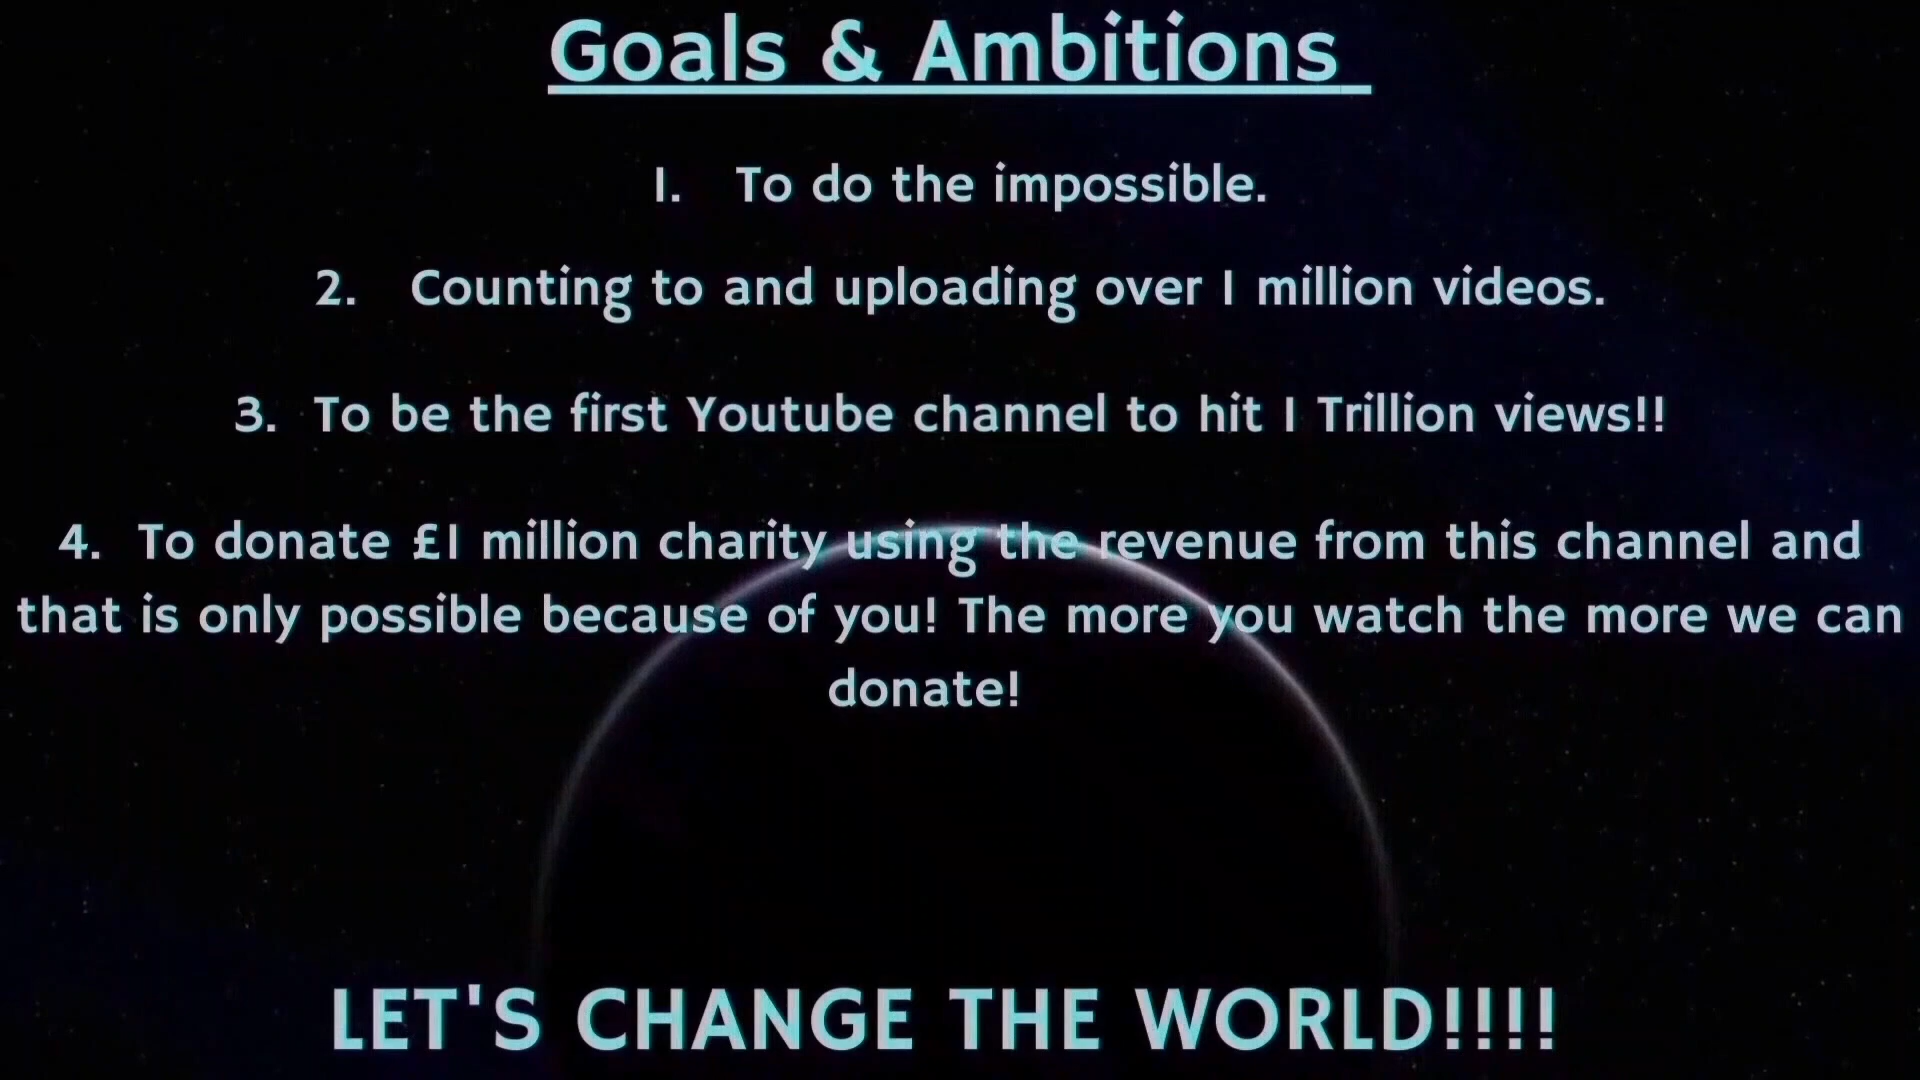 Goals & Ambitions
1. To do the impossible.
2. Counting to and uploading over 1 million videos.
3. To be the first Youtube channel to hit 1 Trillion views!!
4. To donate £1 million charity using the revenue from this channel and
that is only possible because of you! The more you watch the more we can
donate!
LET'S CHANGE THE WORLD!!!!